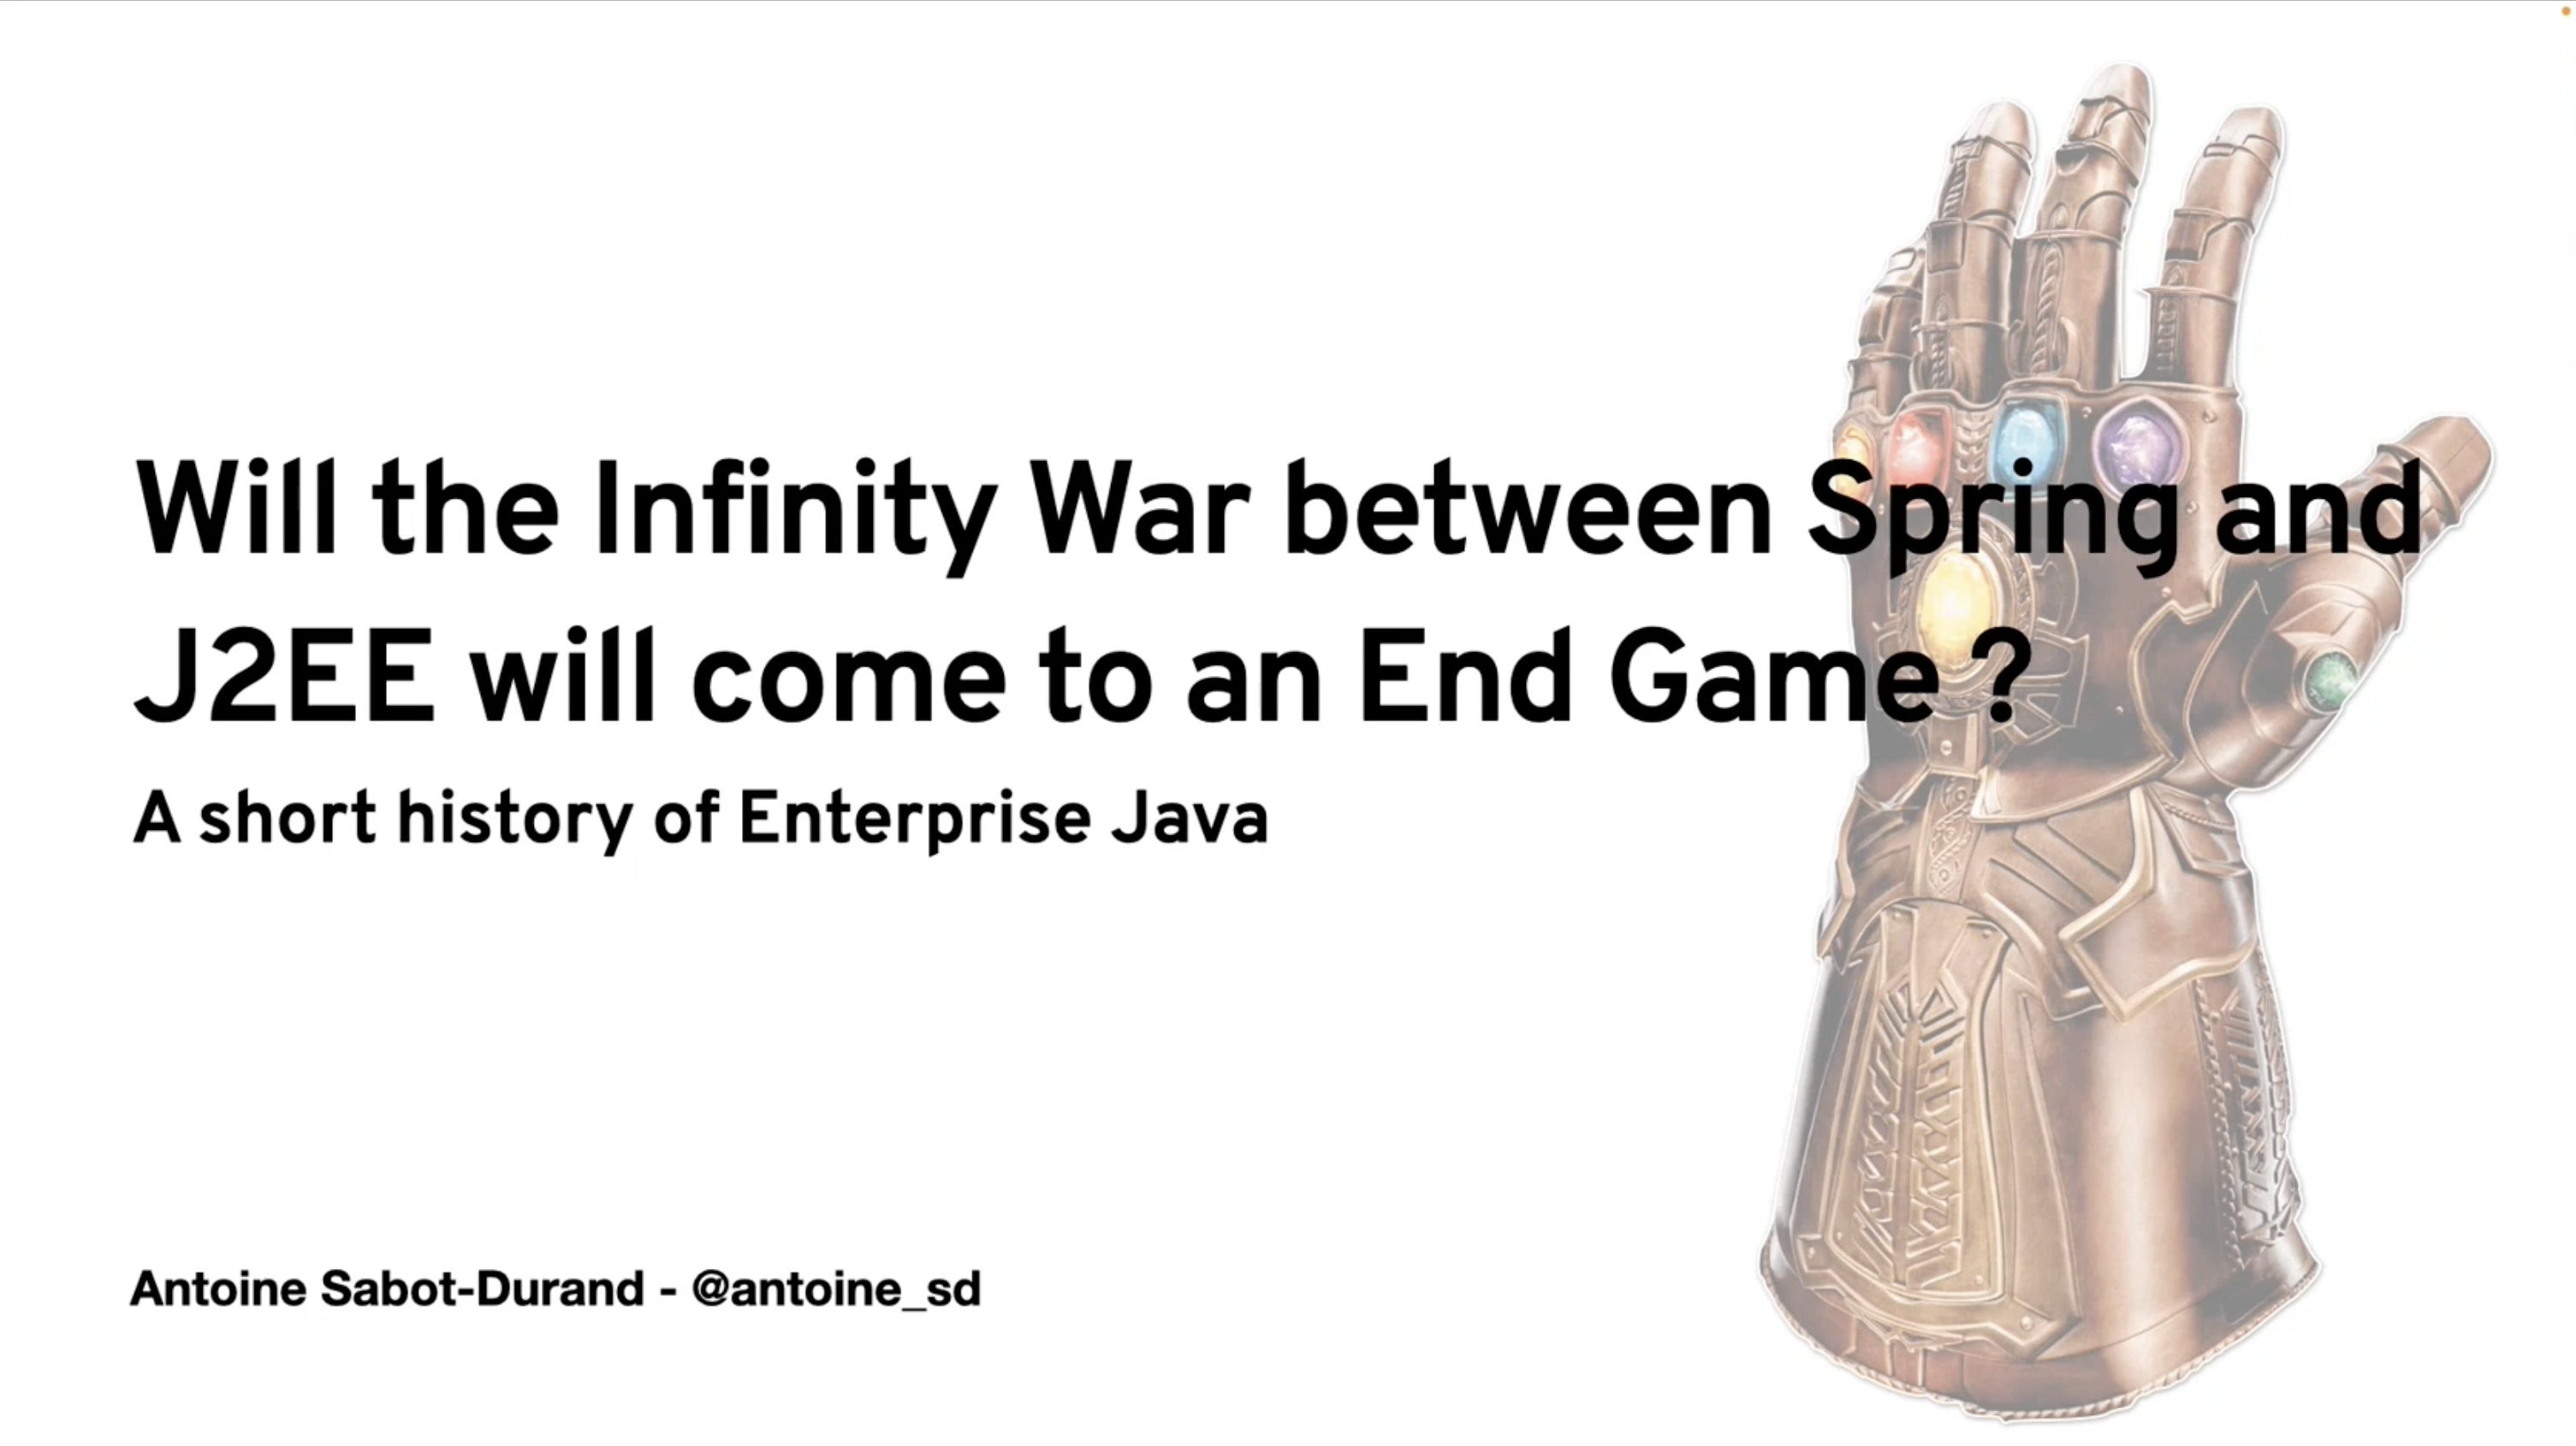 Will the Infinity War between Spring and
J2EE will come to an End Game ?
A short history of Enterprise Java
Antoine Sabot-Durand - @antoine_sd